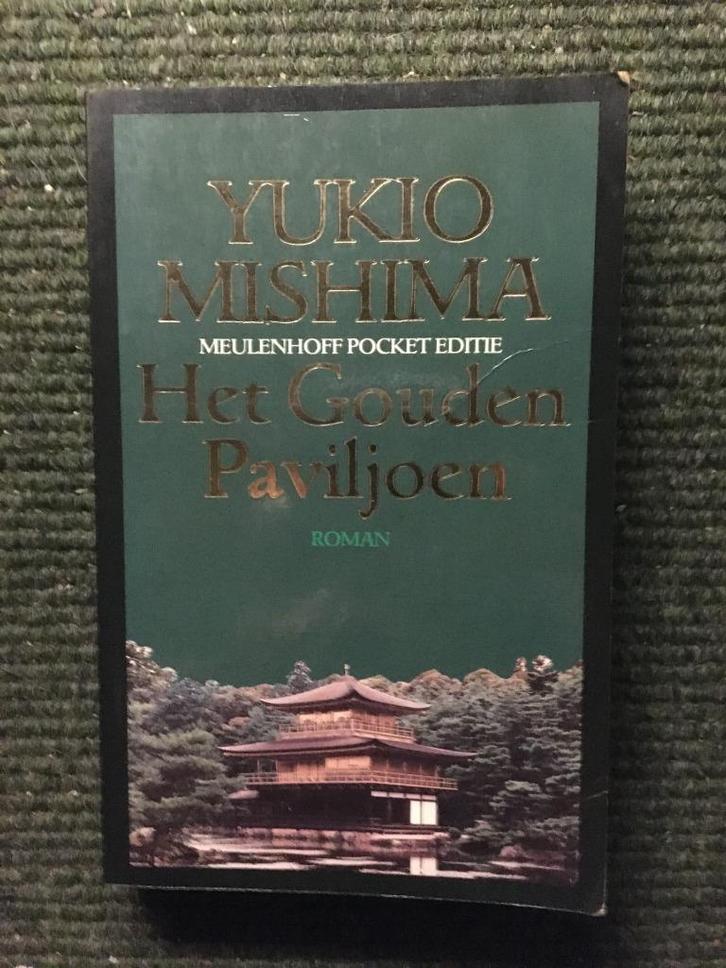 YUKIO
MISHIMA
MEULENHOFF POCKET EDITIE
Het Gouden
Paviljoen
ROMAN